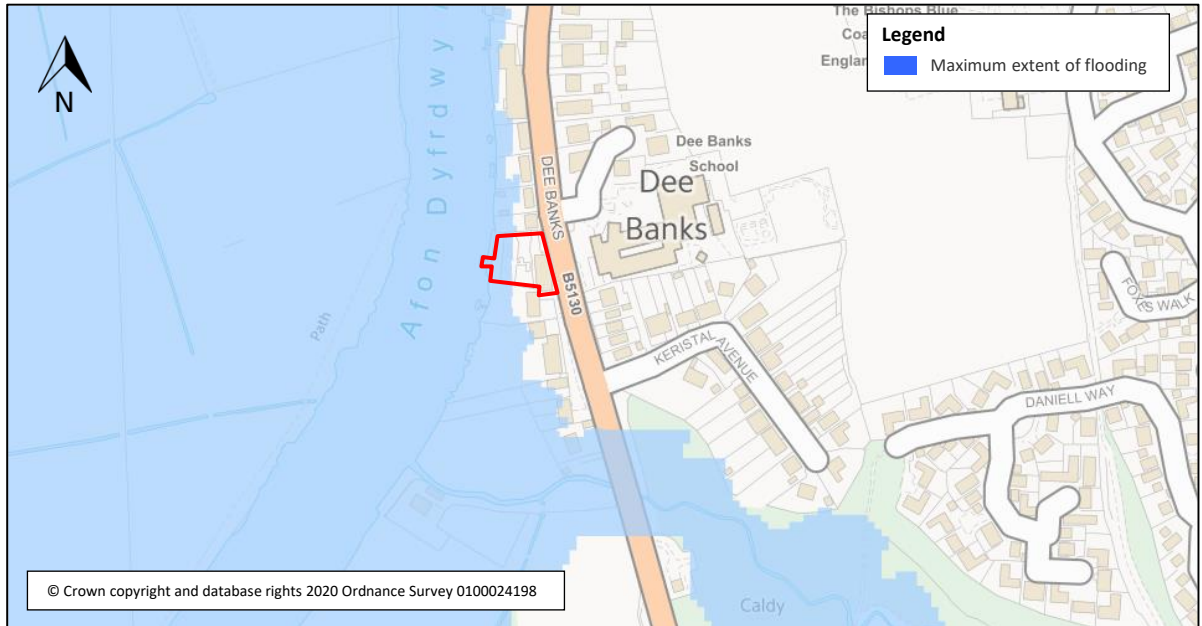 The Bishops Blue
Coa
Englan
Legend
Maximum extent of flooding
N
Afon Dyfrdwy
DEE BANKS
Dee Banks
School
Dee
Banks
B5130
Path
KERISTAL
AVENUE
FOXES WALK
DANIELL WAY
Caldy
© Crown copyright and database rights 2020 Ordnance Survey 0100024198